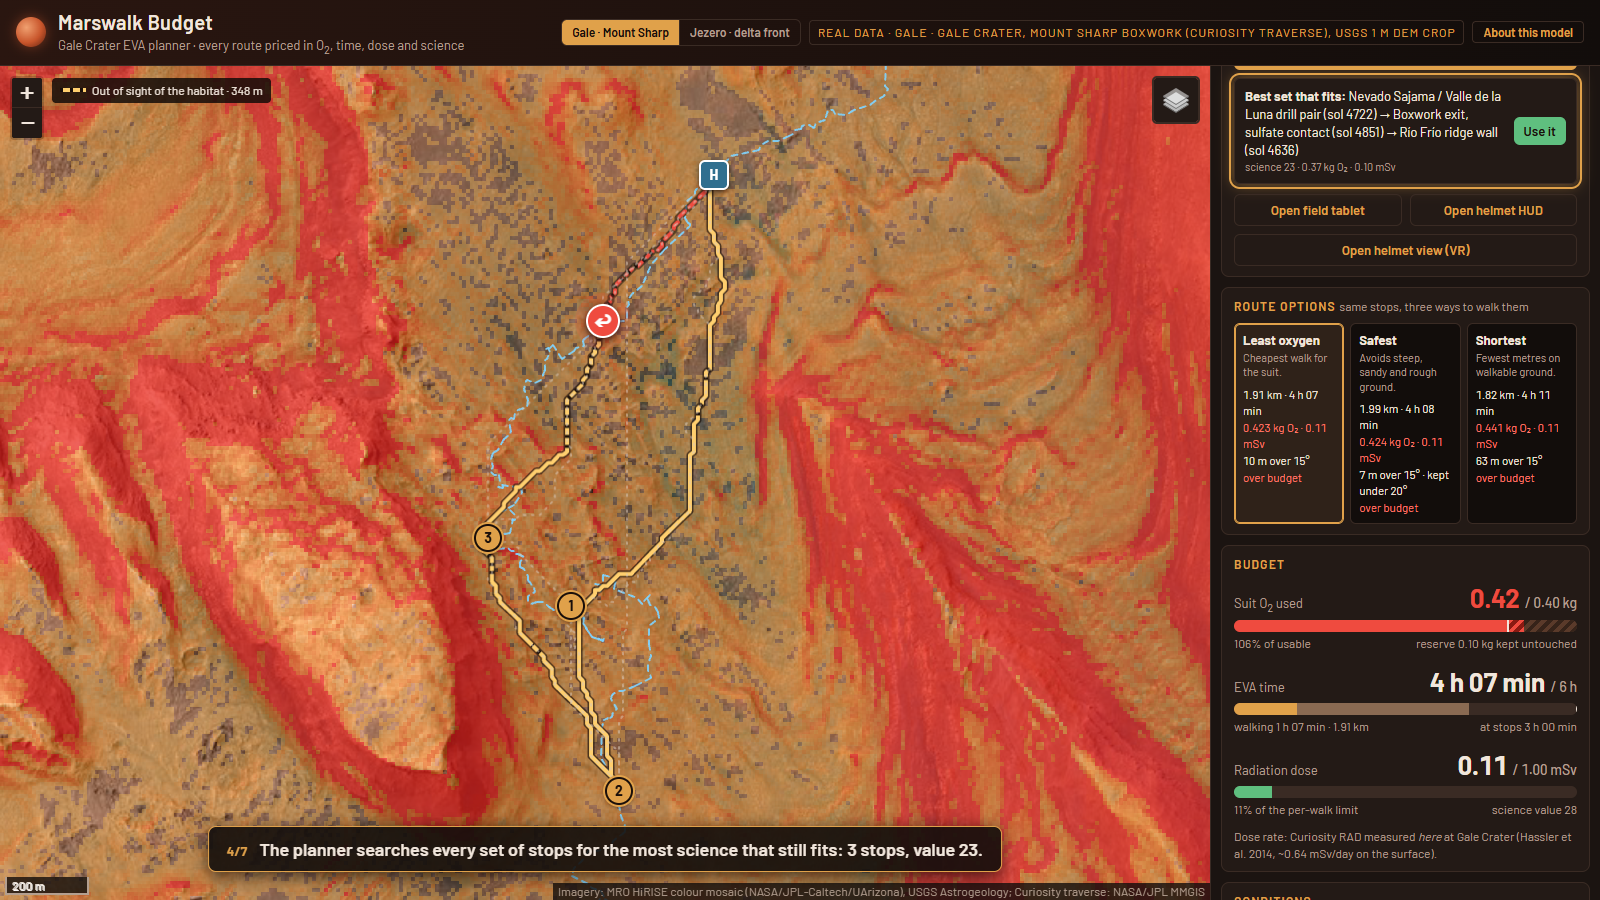 Marswalk Budget
Gale Crater EVA planner · every route priced in O₂, time, dose and science
Gale · Mount Sharp
Jezero · delta front
REAL DATA · GALE · GALE CRATER, MOUNT SHARP BOXWORK (CURIOSITY TRAVERSE), USGS 1 M DEM CROP
About this model
+
−
Out of sight of the habitat · 348 m
H
3
1
2
4/7 The planner searches every set of stops for the most science that still fits: 3 stops, value 23.
200 m
Imagery: MRO HiRISE colour mosaic (NASA/JPL-Caltech/UArizona), USGS Astrogeology; Curiosity traverse: NASA/JPL MMGIS
Best set that fits: Nevado Sajama / Valle de la
Luna drill pair (sol 4722) → Boxwork exit,
sulfate contact (sol 4851) → Río Frío ridge wall
(sol 4636)
science 23 · 0.37 kg O₂ · 0.10 mSv
Use it
Open field tablet
Open helmet HUD
Open helmet view (VR)
ROUTE OPTIONS same stops, three ways to walk them
Least oxygen
Cheapest walk for
the suit.
1.91 km · 4 h 07
min
0.423 kg O₂ · 0.11
mSv
10 m over 15°
over budget
Safest
Avoids steep,
sandy and rough
ground.
1.99 km · 4 h 08
min
0.424 kg O₂ · 0.11
mSv
7 m over 15° · kept
under 20°
over budget
Shortest
Fewest metres on
walkable ground.
1.82 km · 4 h 11
min
0.441 kg O₂ · 0.11
mSv
63 m over 15°
over budget
BUDGET
Suit O₂ used
0.42 / 0.40 kg
106% of usable
reserve 0.10 kg kept untouched
EVA time
4 h 07 min / 6 h
walking 1 h 07 min · 1.91 km
at stops 3 h 00 min
Radiation dose
0.11 / 1.00 mSv
11% of the per-walk limit
science value 28
Dose rate: Curiosity RAD measured here at Gale Crater (Hassler et
al. 2014, ~0.64 mSv/day on the surface).
CONDITIONS